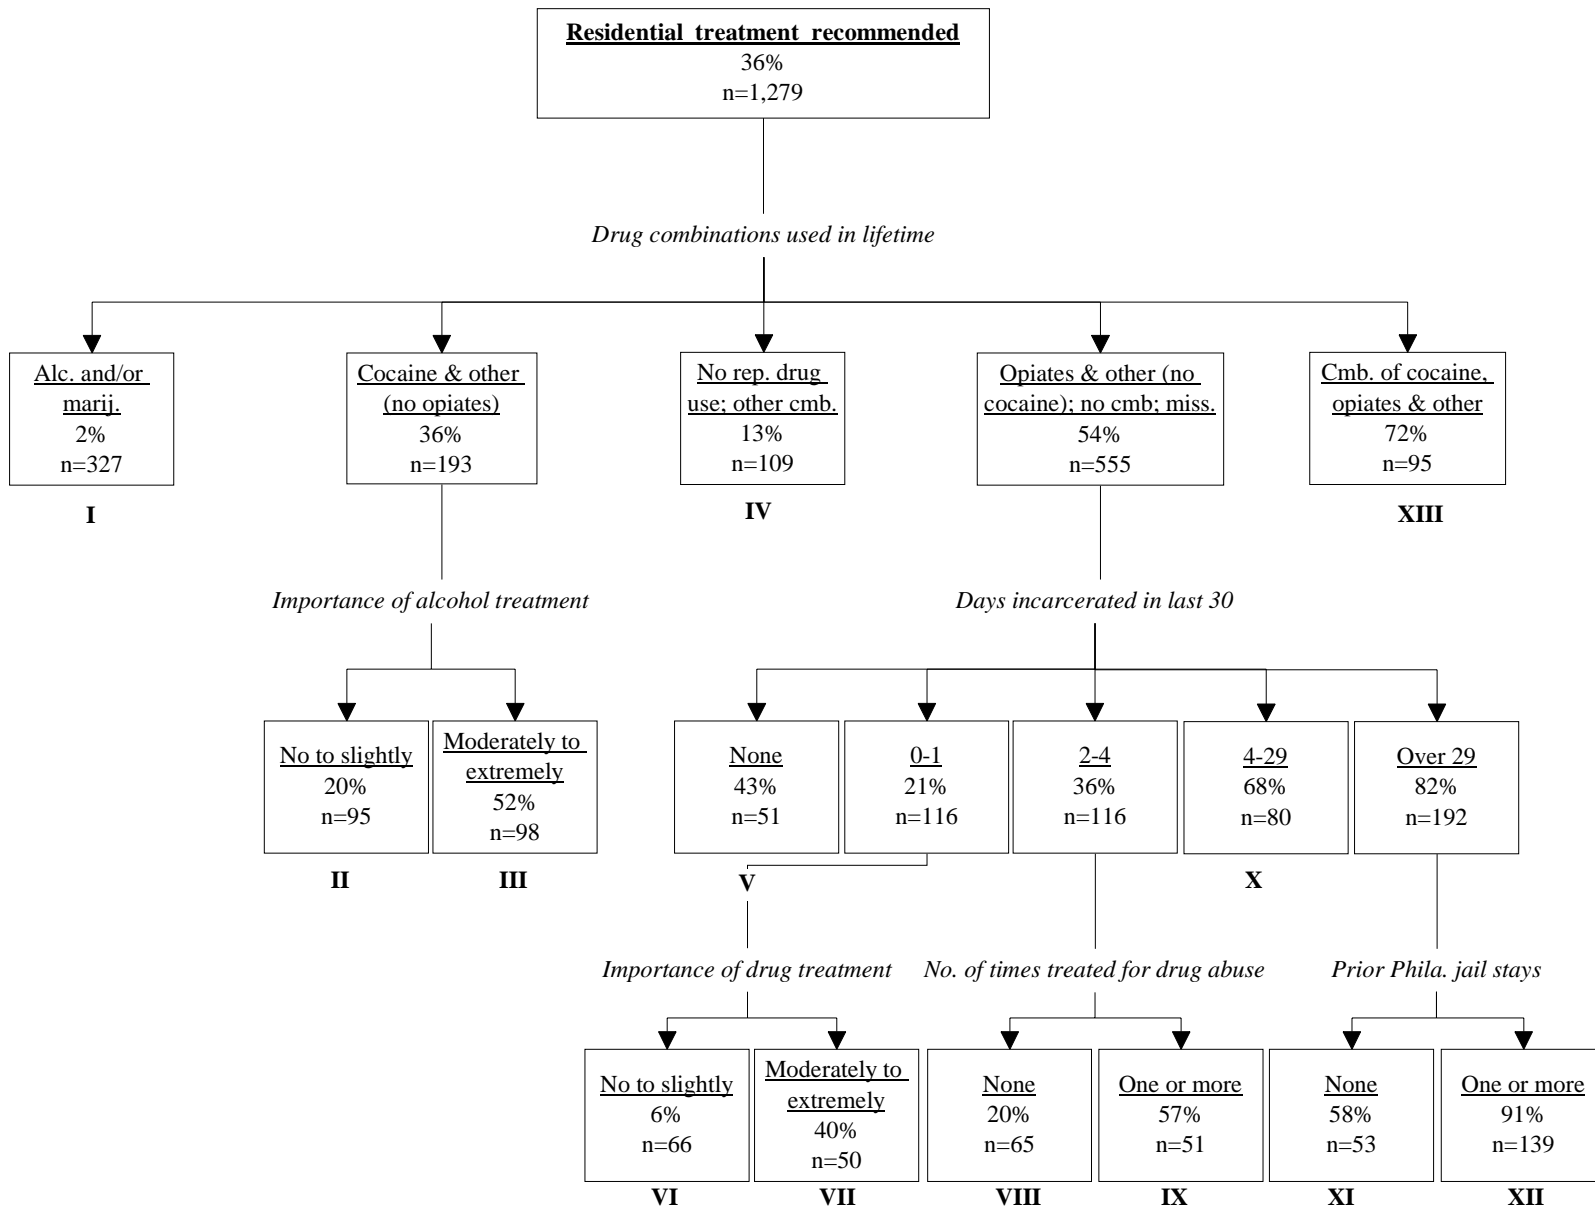 Residential treatment recommended
36%
n=1,279
Drug combinations used in lifetime
Alc. and/or
marij.
2%
n=327
I
Cocaine & other
(no opiates)
36%
n=193
No rep. drug
use; other cmb.
13%
n=109
IV
Opiates & other (no
cocaine); no cmb; miss.
54%
n=555
Cmb. of cocaine,
opiates & other
72%
n=95
XIII
Importance of alcohol treatment
Days incarcerated in last 30
No to slightly
20%
n=95
II
Moderately to
extremely
52%
n=98
III
None
43%
n=51
V
0-1
21%
n=116
2-4
36%
n=116
4-29
68%
n=80
X
Over 29
82%
n=192
Importance of drug treatment
No. of times treated for drug abuse
Prior Phila. jail stays
No to slightly
6%
n=66
VI
Moderately to
extremely
40%
n=50
VII
None
20%
n=65
VIII
One or more
57%
n=51
IX
None
58%
n=53
XI
One or more
91%
n=139
XII